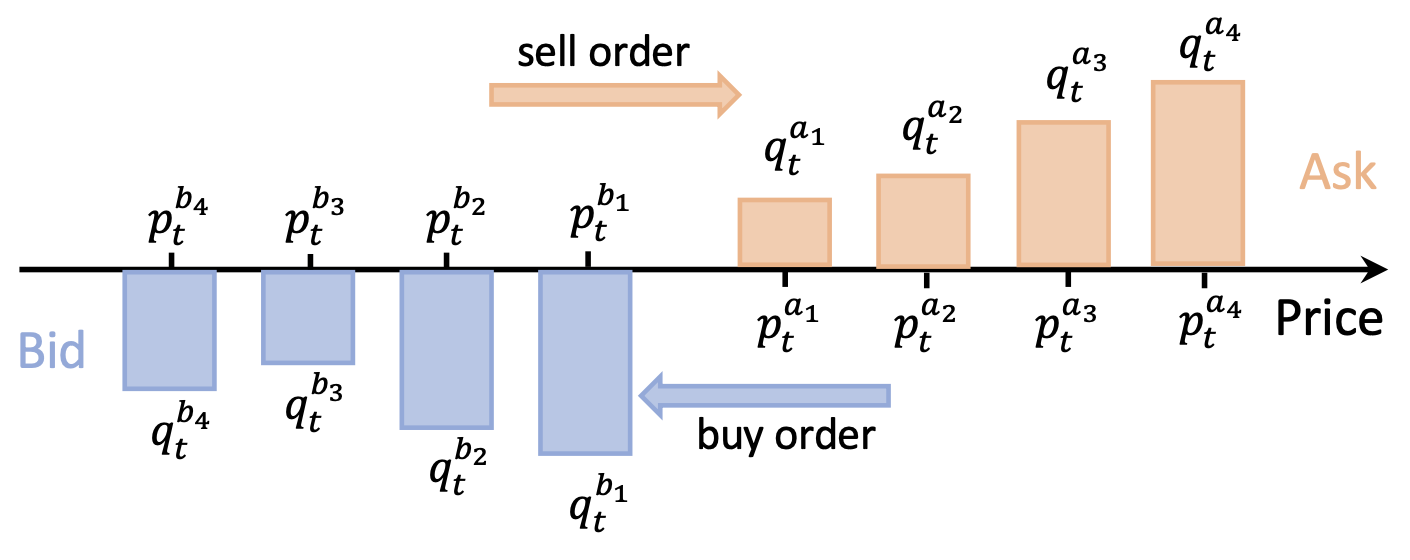 sell order
q_t^{a_1}
q_t^{a_2}
q_t^{a_3}
q_t^{a_4}
Ask
p_t^{b_4}
p_t^{b_3}
p_t^{b_2}
p_t^{b_1}
p_t^{a_1}
p_t^{a_2}
p_t^{a_3}
p_t^{a_4}
Price
Bid
q_t^{b_4}
q_t^{b_3}
q_t^{b_2}
q_t^{b_1}
buy order